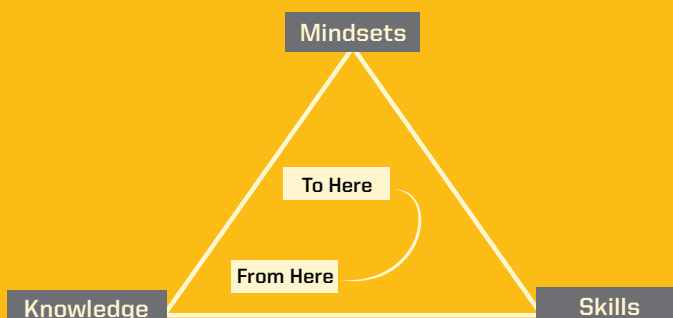 Mindsets
To Here
From Here
Knowledge
Skills